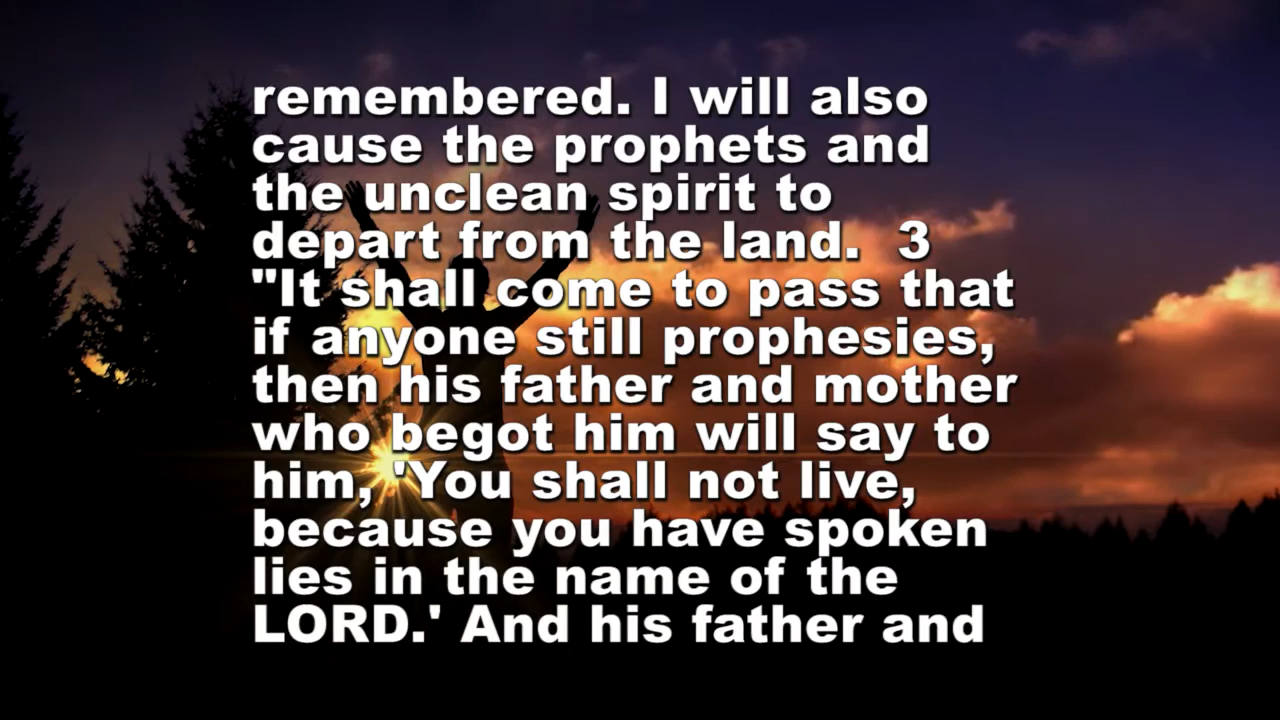 remembered. I will also
cause the prophets and
the unclean spirit to
depart from the land.  3
"It shall come to pass that
if anyone still prophesies,
then his father and mother
who begot him will say to
him, 'You shall not live,
because you have spoken
lies in the name of the
LORD.' And his father and